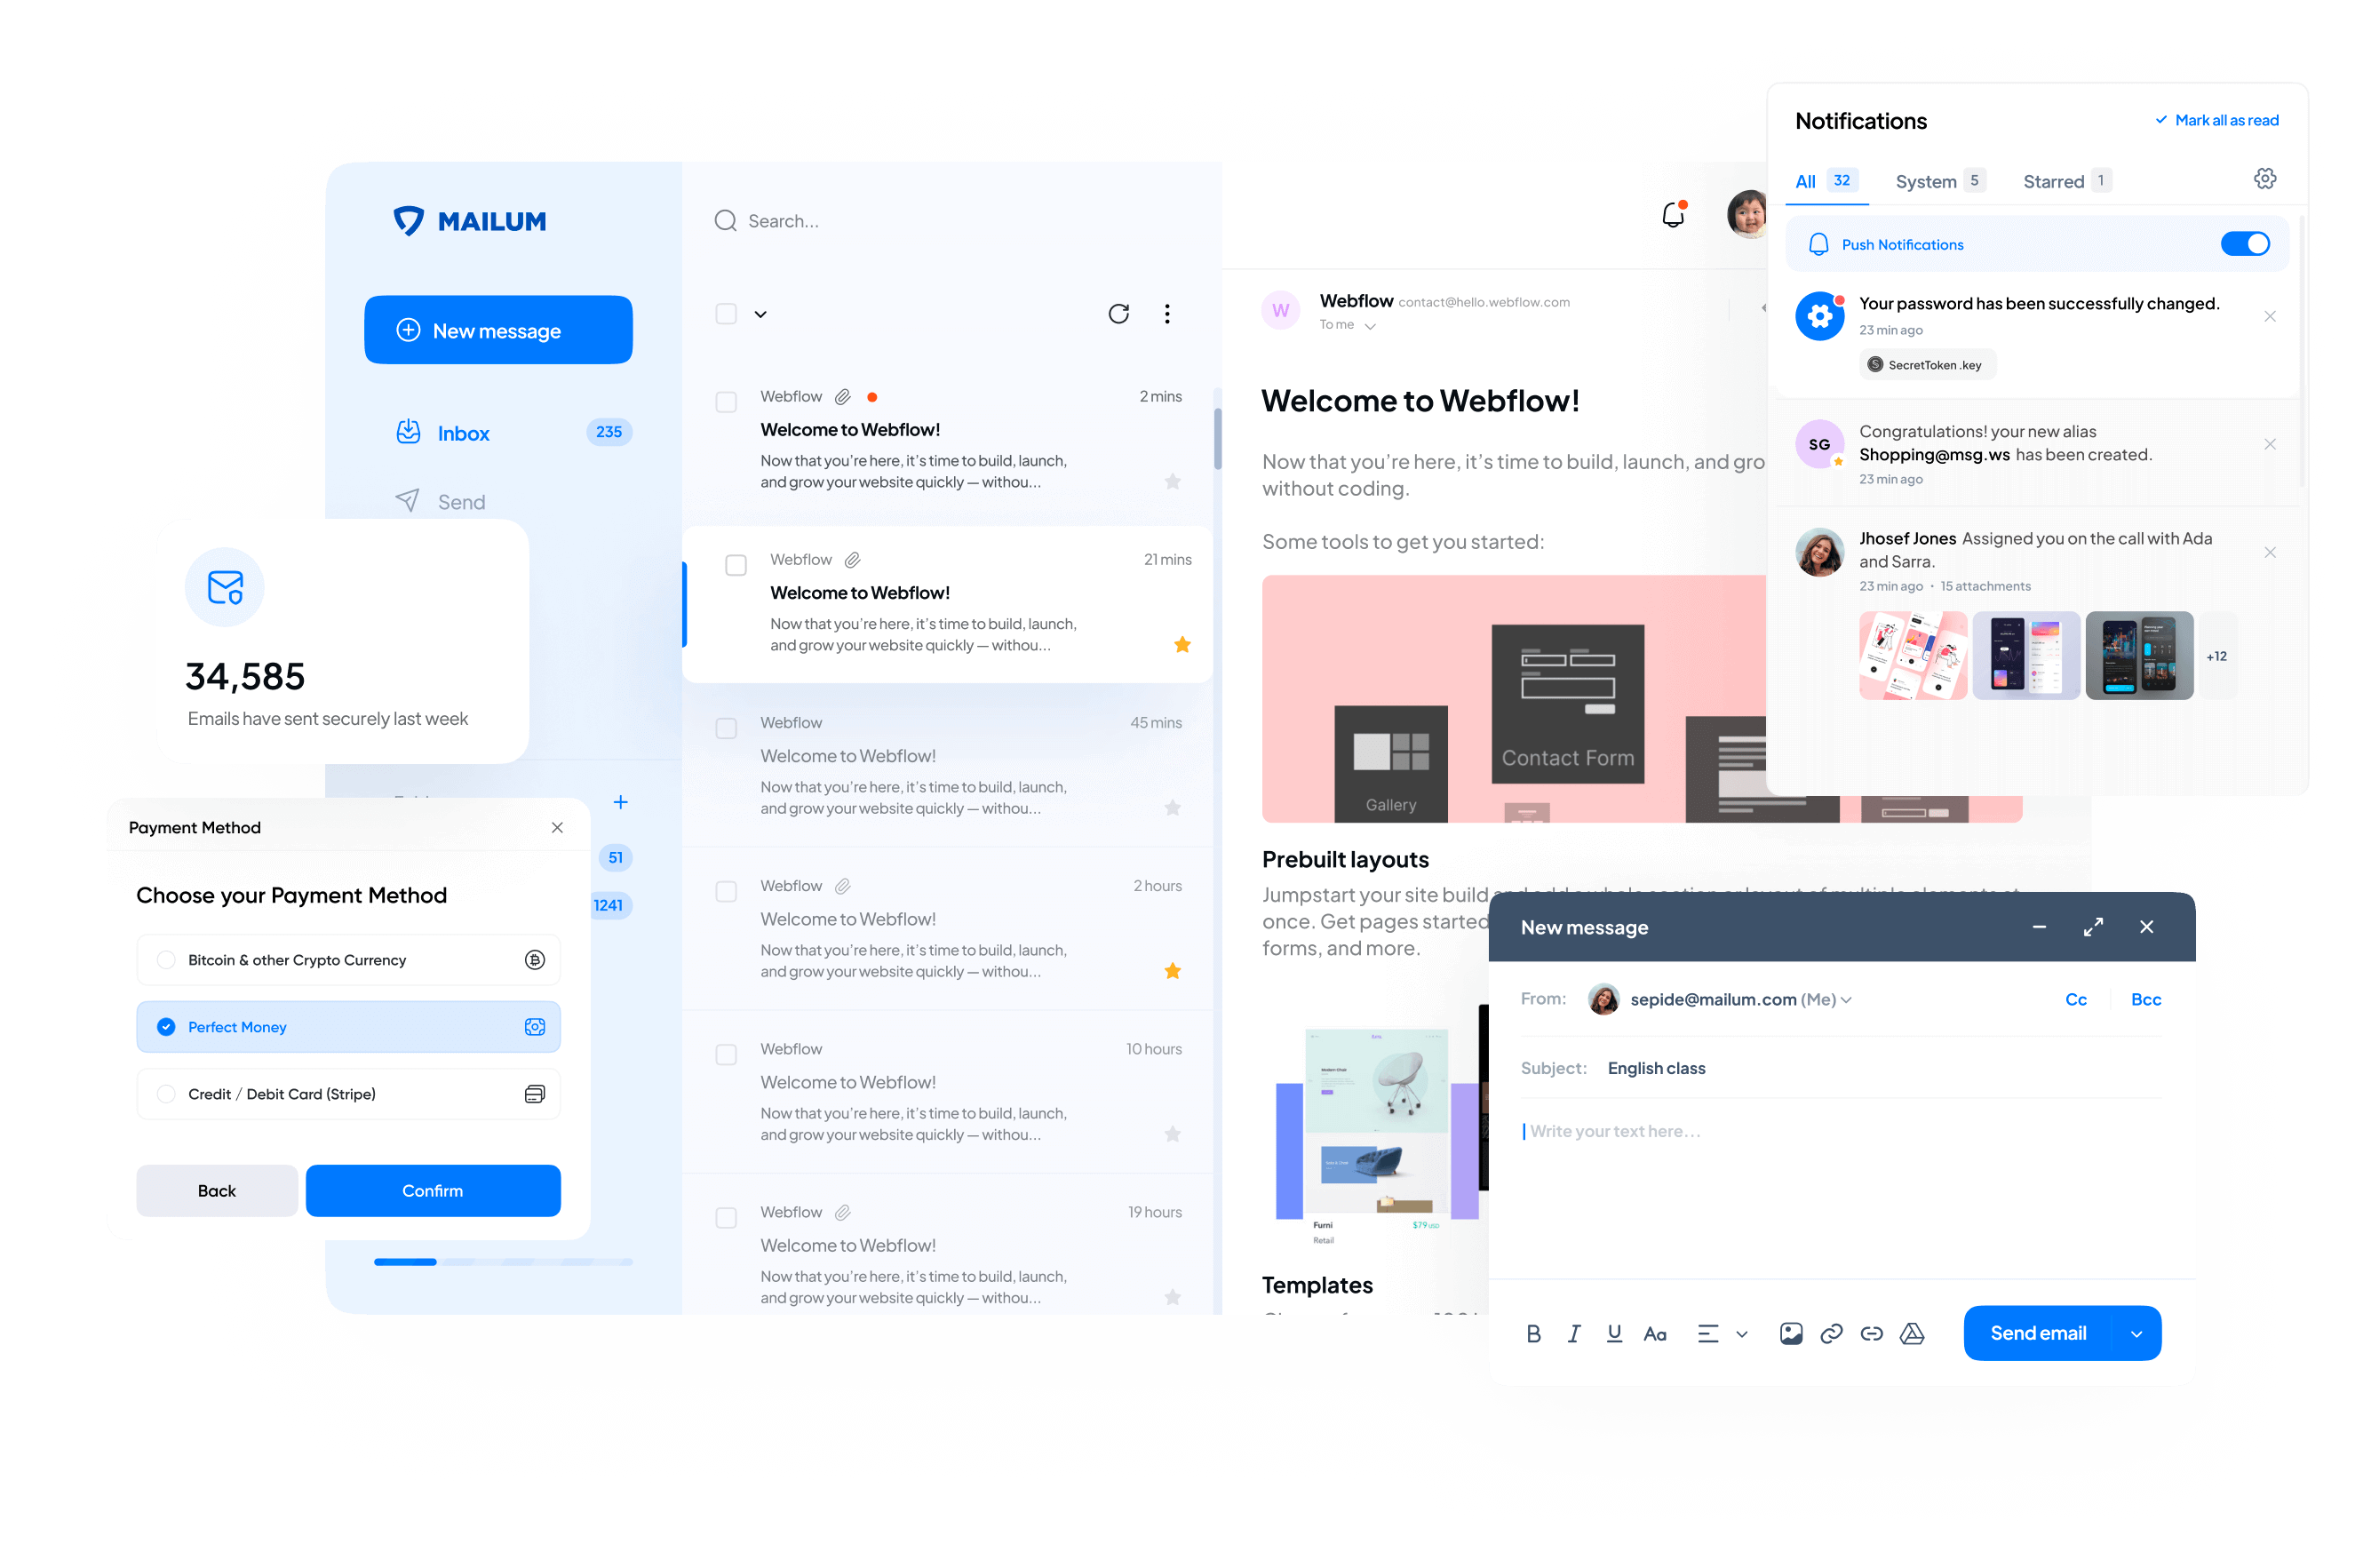 MAILUM
New message
Inbox
235
Send
34,585
Emails have sent securely last week
51
1241
Payment Method
Choose your Payment Method
Bitcoin & other Crypto Currency
Perfect Money
Credit / Debit Card (Stripe)
Back
Confirm
Search...
Webflow
2 mins
Welcome to Webflow!
Now that you're here, it's time to build, launch,
and grow your website quickly — withou...
Webflow
21 mins
Welcome to Webflow!
Now that you're here, it's time to build, launch,
and grow your website quickly — withou...
Webflow
45 mins
Welcome to Webflow!
Now that you're here, it's time to build, launch,
and grow your website quickly — withou...
Webflow
2 hours
Welcome to Webflow!
Now that you're here, it's time to build, launch,
and grow your website quickly — withou...
Webflow
10 hours
Welcome to Webflow!
Now that you're here, it's time to build, launch,
and grow your website quickly — withou...
Webflow
19 hours
Welcome to Webflow!
Now that you're here, it's time to build, launch,
and grow your website quickly — withou...
W
Webflow contact@hello.webflow.com
To me
Welcome to Webflow!
Now that you're here, it's time to build, launch, and gro
without coding.
Some tools to get you started:
Gallery
Contact Form
Prebuilt layouts
Jumpstart your site build
once. Get pages started
forms, and more.
Furni
$79 USD
Retail
Templates
Notifications
Mark all as read
All 32
System 5
Starred 1
Push Notifications
Your password has been successfully changed.
23 min ago
SecretToken .key
SG
Congratulations! your new alias
Shopping@msg.ws has been created.
23 min ago
Jhosef Jones Assigned you on the call with Ada
and Sarra.
23 min ago • 15 attachments
+12
New message
From: sepide@mailum.com (Me)
Cc
Bcc
Subject: English class
Write your text here...
B I U Aa
Send email